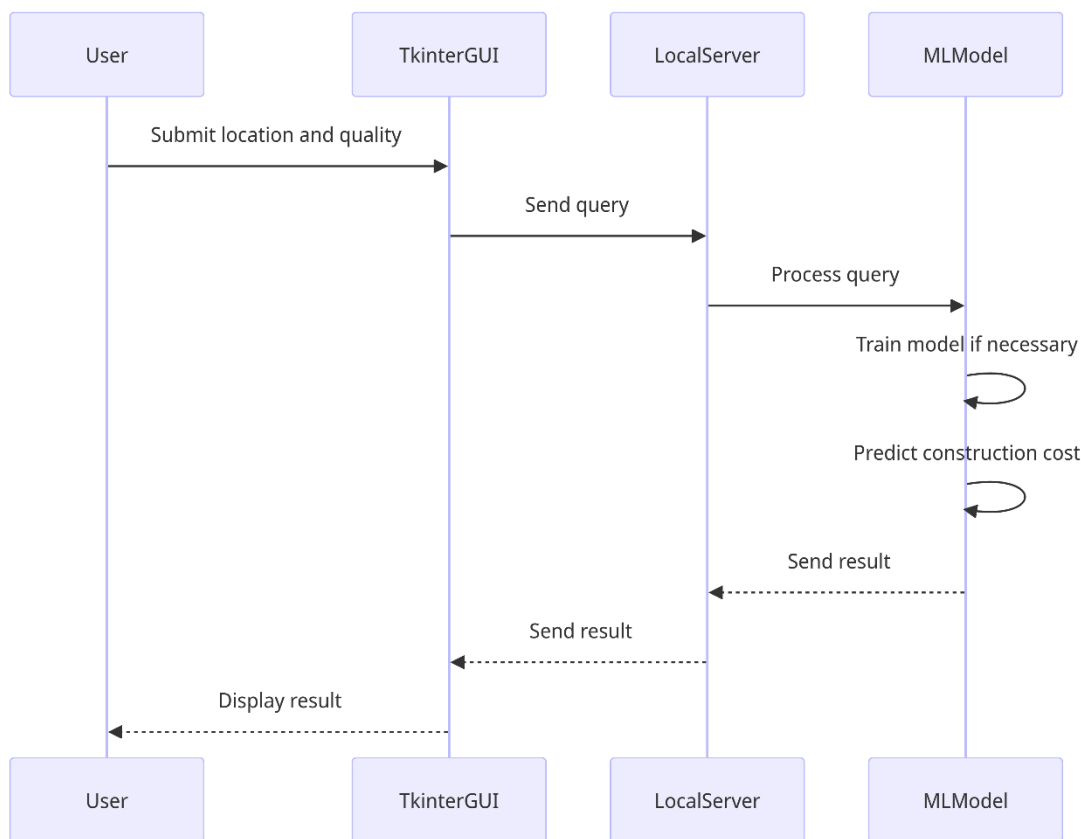 User
TkinterGUI
LocalServer
MLModel
Submit location and quality
Send query
Process query
Train model if necessary
Predict construction cost
Send result
Send result
Display result
User
TkinterGUI
LocalServer
MLModel